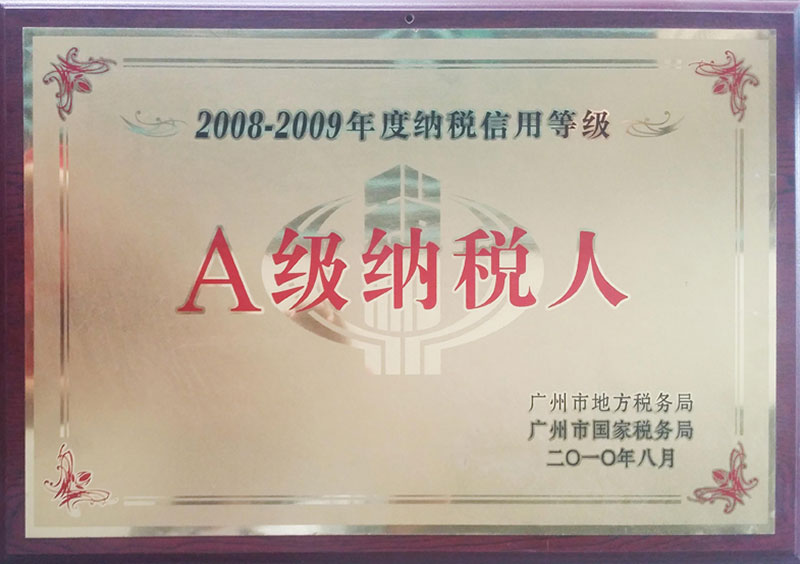 2008-2009年度纳税信用等级
A级纳税人
广州市地方税务局
广州市国家税务局
二〇一〇年八月